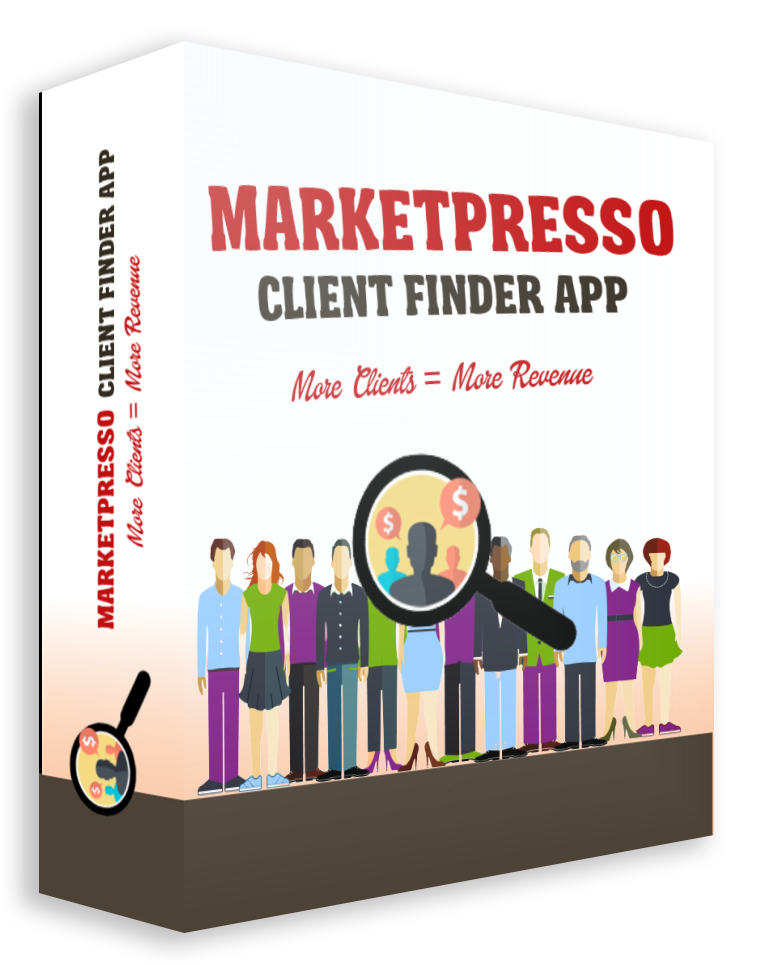 MARKETPRESSO
CLIENT FINDER APP
More Clients = More Revenue
$
$
MARKETPRESSO CLIENT FINDER APP
More Clients = More Revenue
$
$